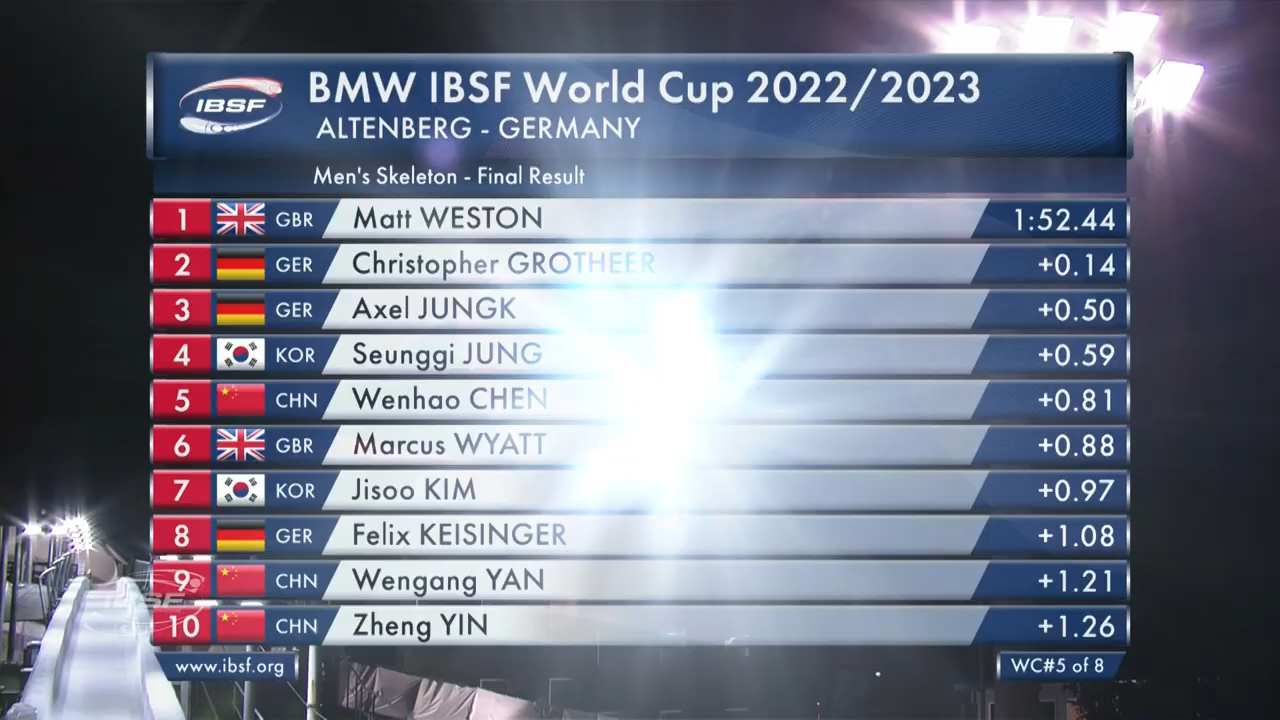 IBSF
BMW IBSF World Cup 2022/2023
ALTENBERG - GERMANY
Men's Skeleton - Final Result
1 GBR Matt WESTON 1:52.44
2 GER Christopher GROTHEER +0.14
3 GER Axel JUNGK +0.50
4 KOR Seunggi JUNG +0.59
5 CHN Wenhao CHEN +0.81
6 GBR Marcus WYATT +0.88
7 KOR Jisoo KIM +0.97
8 GER Felix KEISINGER +1.08
9 CHN Wengang YAN +1.21
10 CHN Zheng YIN +1.26
IBSF
www.ibsf.org WC#5 of 8